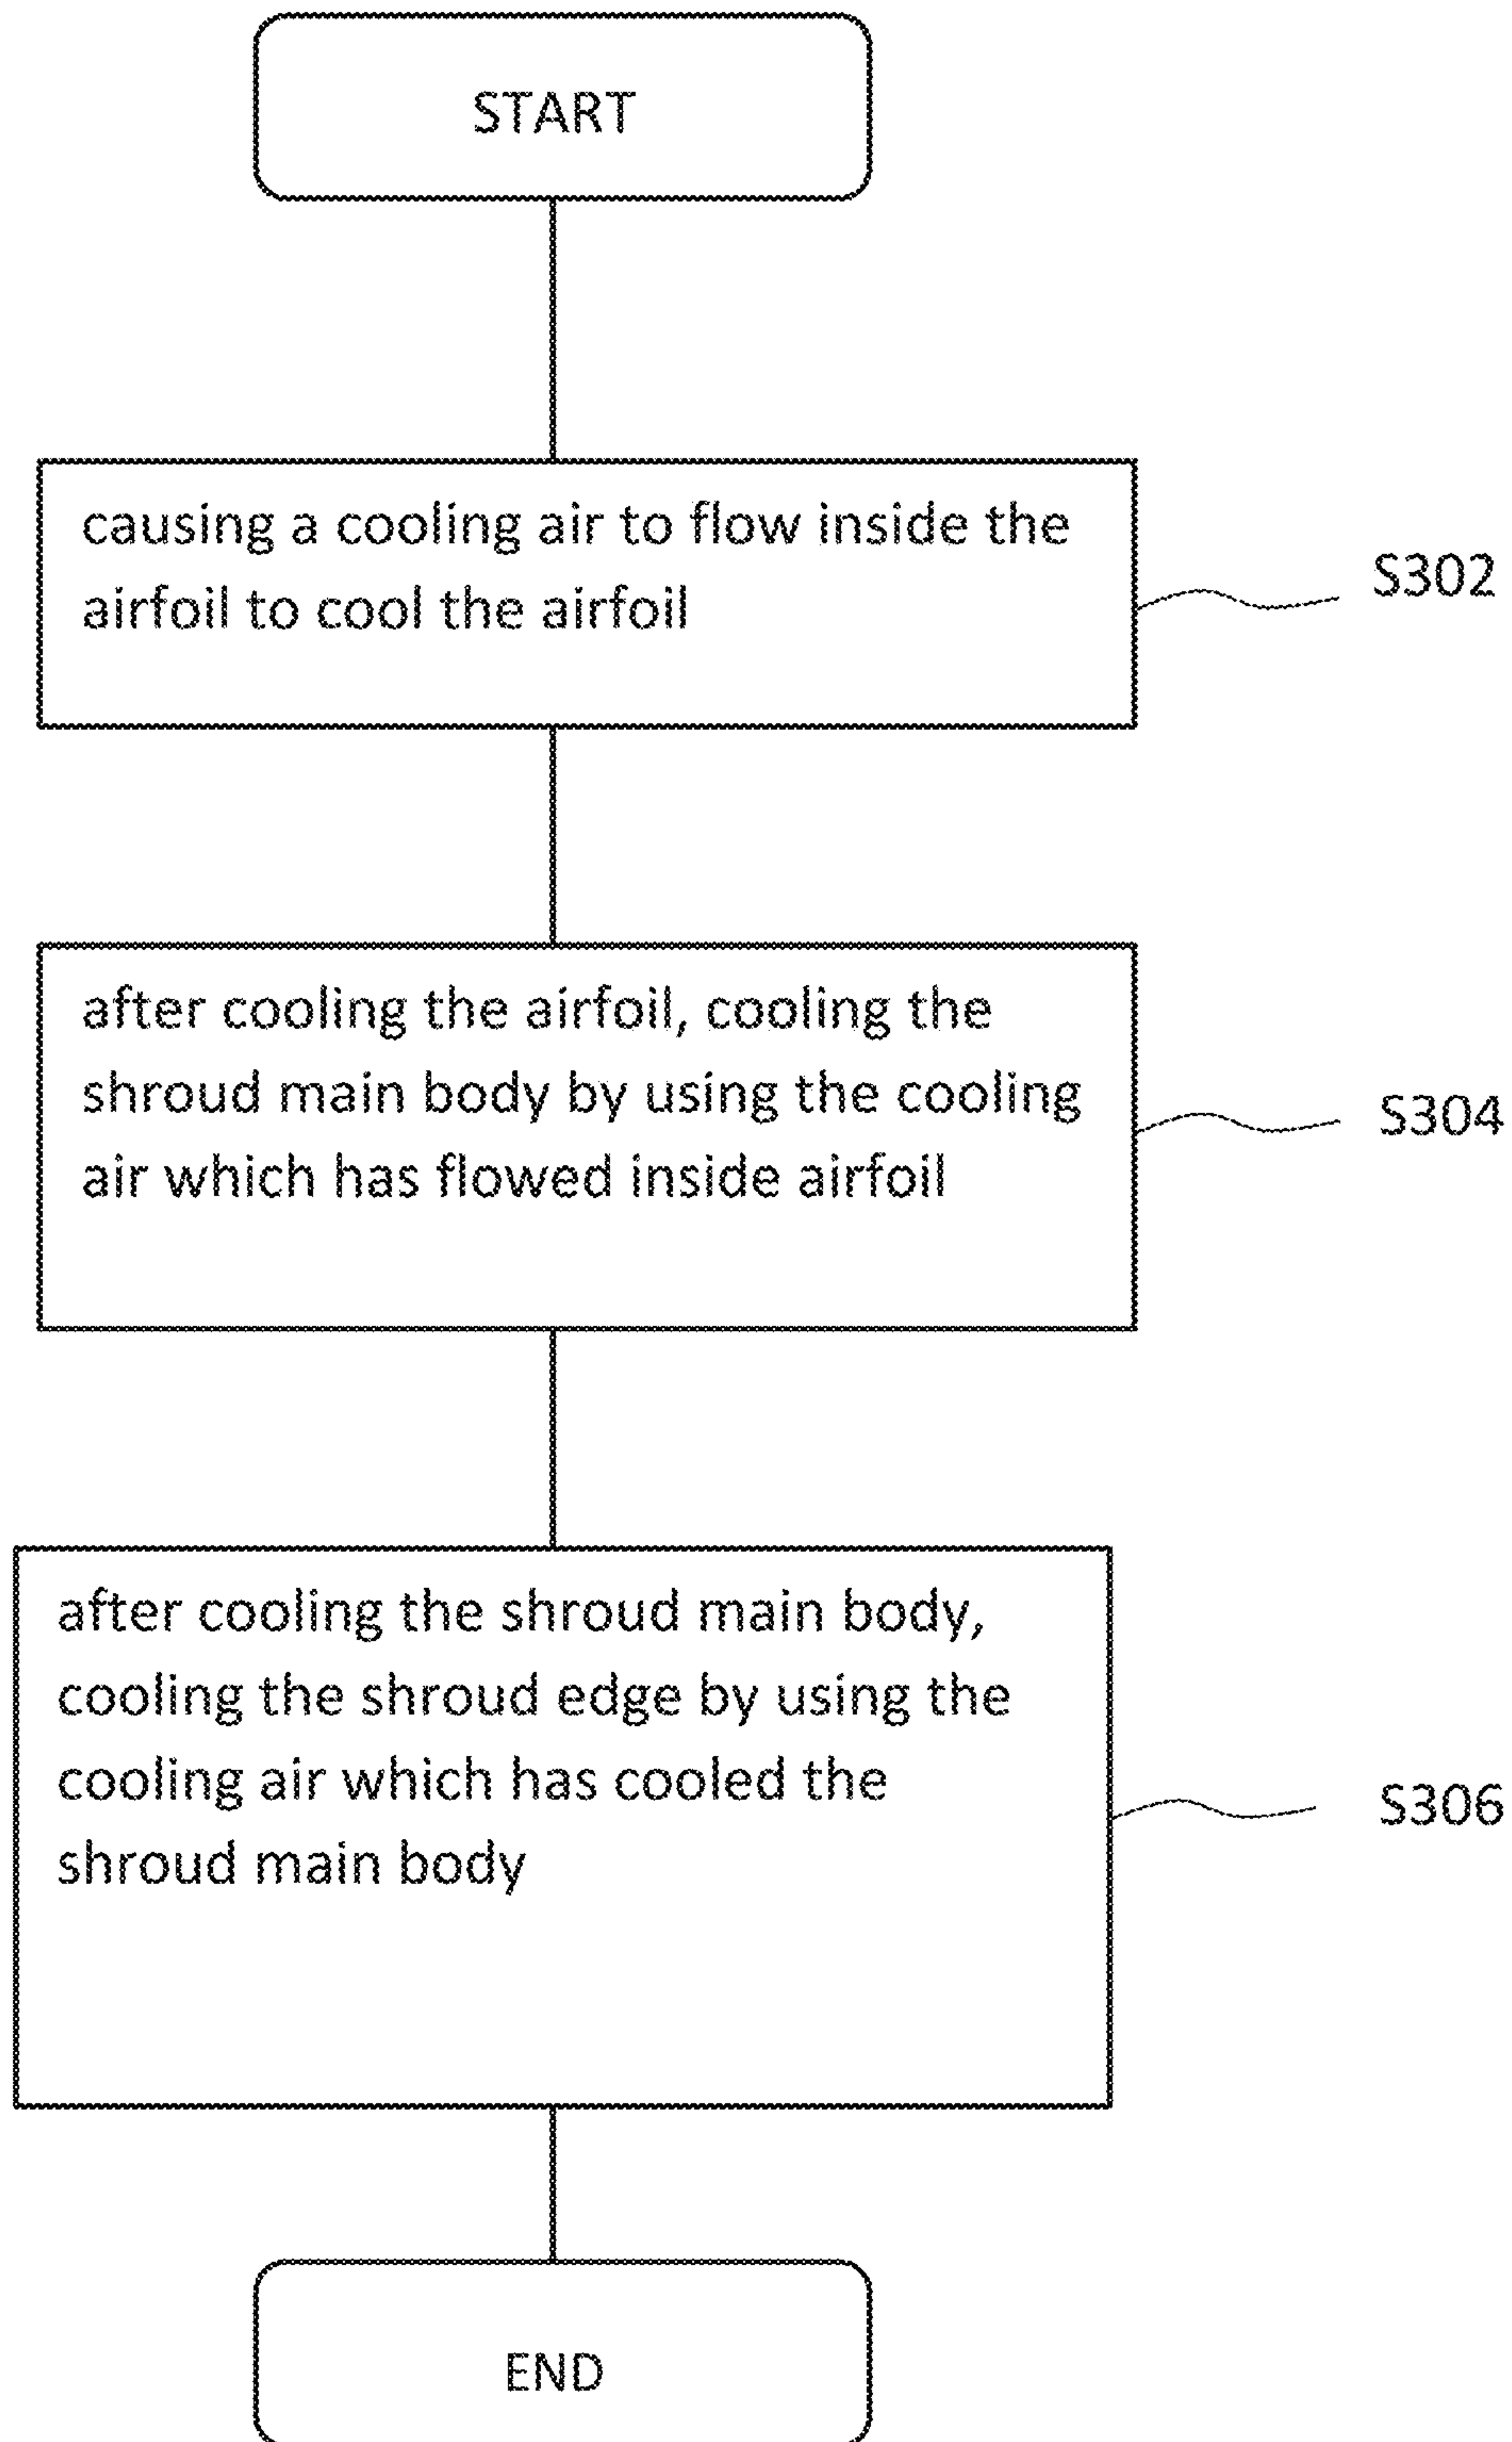 START
causing a cooling air to flow inside the
airfoil to cool the airfoil
S302
after cooling the airfoil, cooling the
shroud main body by using the cooling
air which has flowed inside airfoil
S304
after cooling the shroud main body,
cooling the shroud edge by using the
cooling air which has cooled the
shroud main body
S306
END